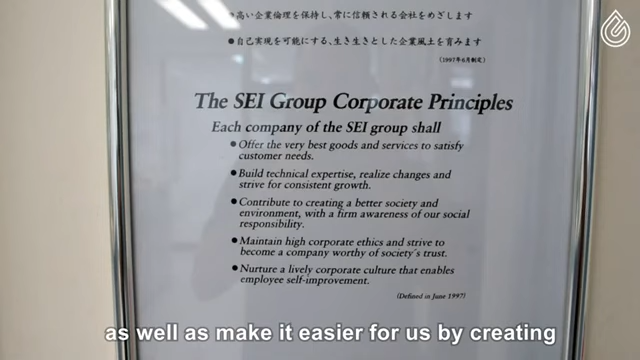 ●高い企業倫理を保持し、常に信頼される会社をめざします
●自己実現を可能にする、生き生きとした企業風土を育みます
(1997年6月制定)
The SEI Group Corporate Principles
Each company of the SEI group shall
●Offer the very best goods and services to satisfy
customer needs.
●Build technical expertise, realize changes and
strive for consistent growth.
●Contribute to creating a better society and
environment, with a firm awareness of our social
responsibility.
●Maintain high corporate ethics and strive to
become a company worthy of society's trust.
●Nurture a lively corporate culture that enables
employee self-improvement.
(Defined in June 1997)
as well as make it easier for us by creating